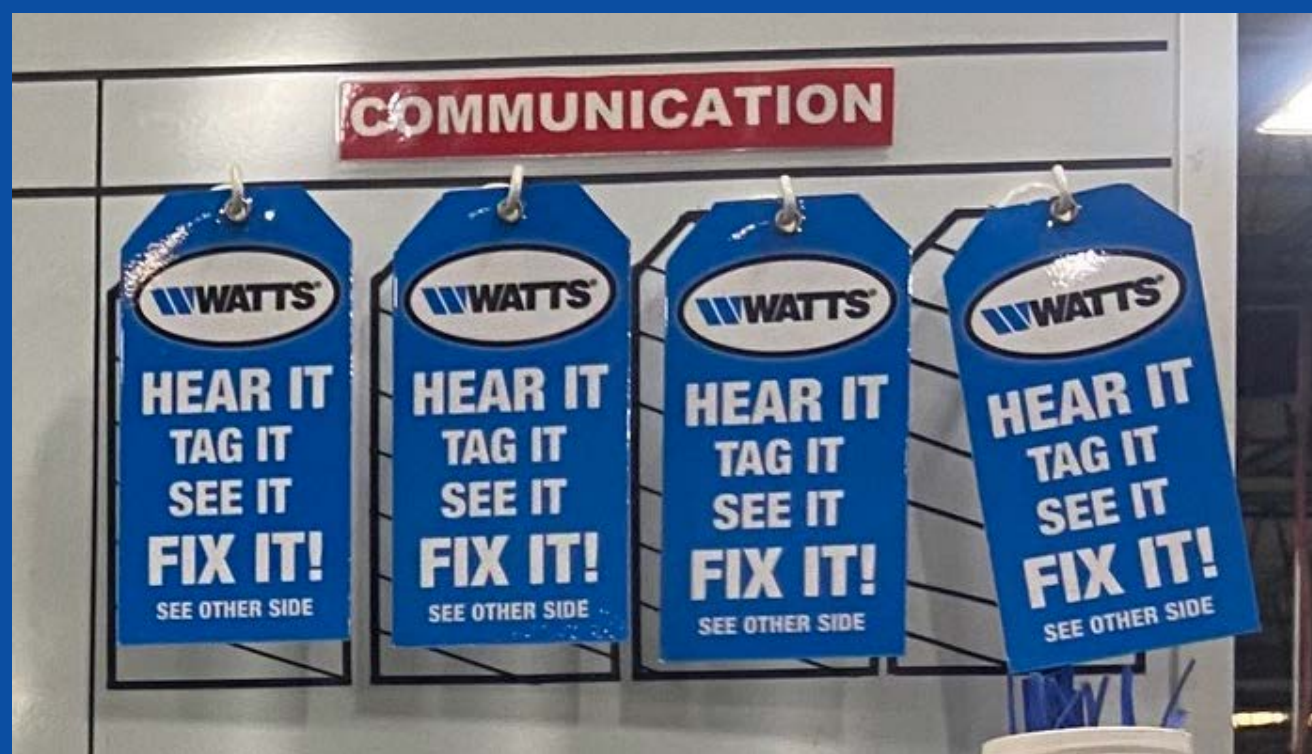 COMMUNICATION
WATTS®
HEAR IT
TAG IT
SEE IT
FIX IT!
SEE OTHER SIDE
WATTS®
HEAR IT
TAG IT
SEE IT
FIX IT!
SEE OTHER SIDE
WATTS®
HEAR IT
TAG IT
SEE IT
FIX IT!
SEE OTHER SIDE
WATTS®
HEAR IT
TAG IT
SEE IT
FIX IT!
SEE OTHER SIDE